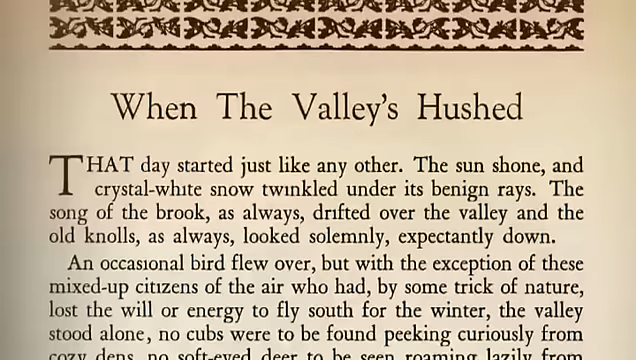 When The Valley's Hushed
THAT day started just like any other. The sun shone, and
crystal-white snow twinkled under its benign rays. The
song of the brook, as always, drifted over the valley and the
old knolls, as always, looked solemnly, expectantly down.
An occasional bird flew over, but with the exception of these
mixed-up citizens of the air who had, by some trick of nature,
lost the will or energy to fly south for the winter, the valley
stood alone, no cubs were to be found peeking curiously from
cozy dens, no soft-eyed deer to be seen roaming lazily from